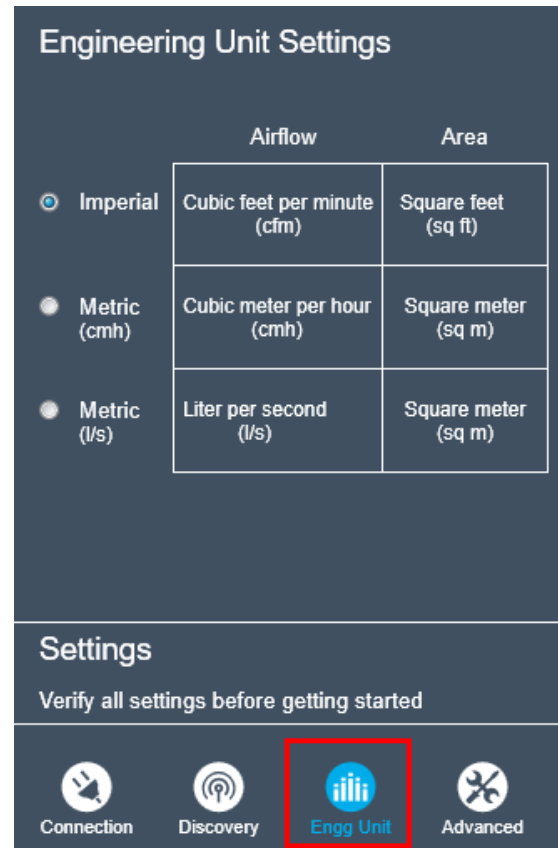 Engineering Unit Settings
Airflow Area
Imperial Cubic feet per minute Square feet
(cfm) (sq ft)
Metric Cubic meter per hour Square meter
(cmh) (cmh) (sq m)
Metric Liter per second Square meter
(l/s) (l/s) (sq m)
Settings
Verify all settings before getting started
Connection Discovery Engg Unit Advanced